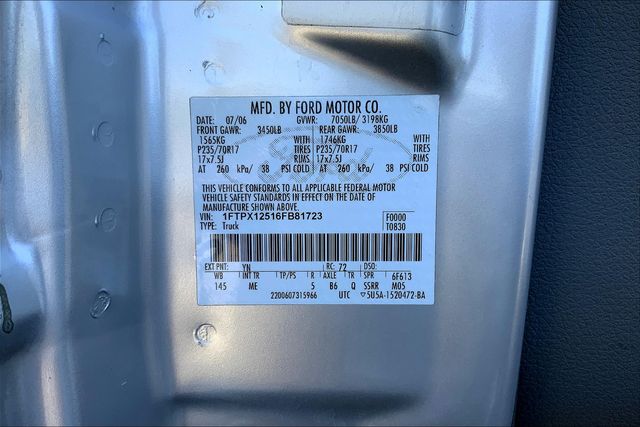 MFD. BY FORD MOTOR CO.
DATE: 07/06 GVWR: 7050LB/ 3198KG
FRONT GAWR: 3450LB REAR GAWR: 3850LB
1565KG WITH 1746KG WITH
P235/70R17 TIRES P235/70R17 TIRES
17x7.5J RIMS 17x7.5J RIMS
AT 260 kPa/ 38 PSI COLD AT 260 kPa/ 38 PSI COLD
THIS VEHICLE CONFORMS TO ALL APPLICABLE FEDERAL MOTOR
VEHICLE SAFETY STANDARDS IN EFFECT ON THE DATE OF
MANUFACTURE SHOWN ABOVE.
VIN: 1FTPX12516FB81723 F0000
TYPE: Truck T0830
EXT PNT: YN RC: 72 DSO:
WB INT TR TP/PS R AXLE TR SPR 6F613
145 ME 5 B6 Q SSRR M05
2200607315966 UTC 5U5A-1520472-BA
Ford